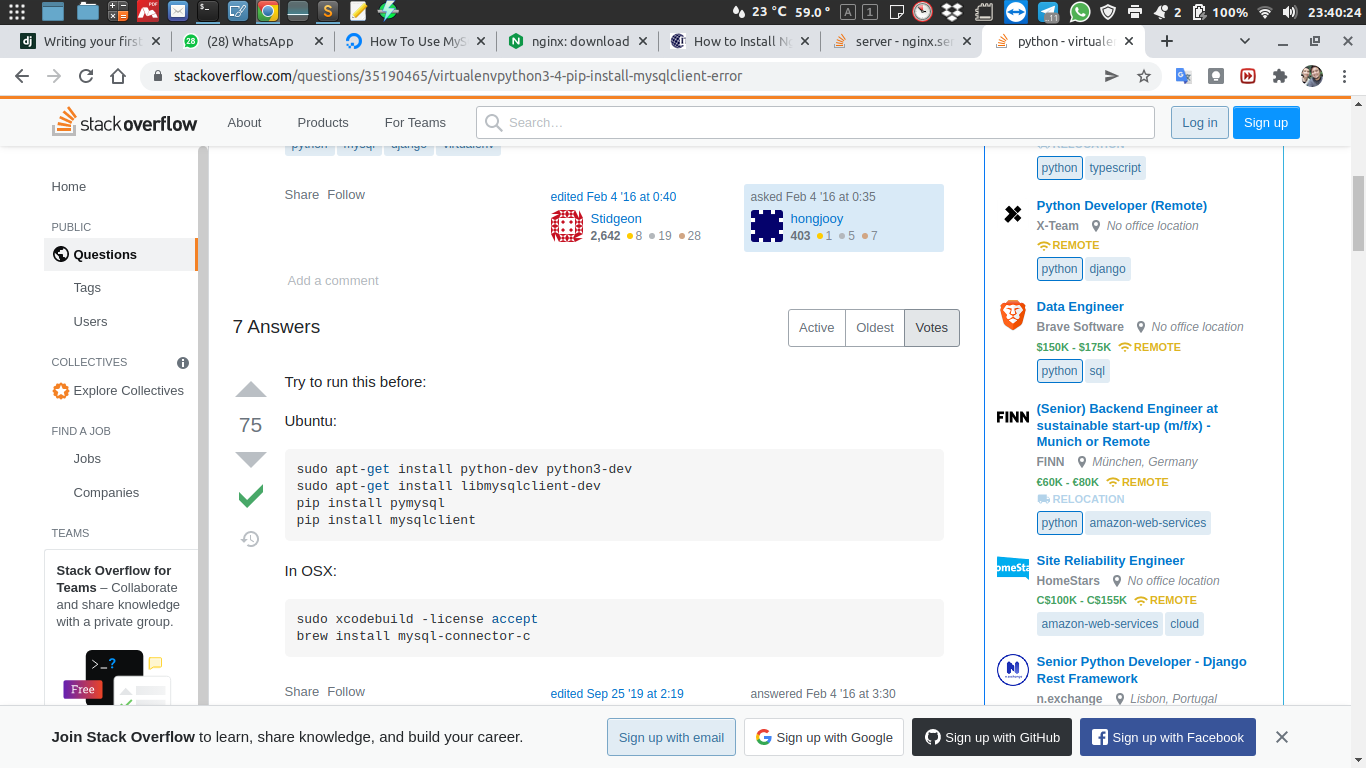 23 °C 59.0 ° A 1 11 2 100% 23:40:24
Writing your first
(28) WhatsApp
How To Use MyS
nginx: download
How to Install Ng
server - nginx.ser
python - virtualen
stackoverflow.com/questions/35190465/virtualenvpython3-4-pip-install-mysqlclient-error
stackoverflow About Products For Teams Search… Log in Sign up
python mysql django virtualenv
Home
PUBLIC
Questions
Tags
Users
COLLECTIVES
Explore Collectives
FIND A JOB
Jobs
Companies
TEAMS
Stack Overflow for
Teams – Collaborate
and share knowledge
with a private group.
>_?
Free
Share Follow
edited Feb 4 '16 at 0:40
Stidgeon
2,642 8 19 28
asked Feb 4 '16 at 0:35
hongjooy
403 1 5 7
Add a comment
7 Answers
Active Oldest Votes
75
Try to run this before:
Ubuntu:
sudo apt-get install python-dev python3-dev
sudo apt-get install libmysqlclient-dev
pip install pymysql
pip install mysqlclient
In OSX:
sudo xcodebuild -license accept
brew install mysql-connector-c
Share Follow
edited Sep 25 '19 at 2:19
answered Feb 4 '16 at 3:30
RELOCATION
python typescript
Python Developer (Remote)
X-Team No office location
REMOTE
python django
Data Engineer
Brave Software No office location
$150K - $175K REMOTE
python sql
FINN
(Senior) Backend Engineer at
sustainable start-up (m/f/x) -
Munich or Remote
FINN München, Germany
€60K - €80K REMOTE
RELOCATION
python amazon-web-services
Site Reliability Engineer
HomeStars No office location
C$100K - C$155K REMOTE
amazon-web-services cloud
Senior Python Developer - Django
Rest Framework
n.exchange Lisbon, Portugal
Join Stack Overflow to learn, share knowledge, and build your career.
Sign up with email
Sign up with Google
Sign up with GitHub
Sign up with Facebook